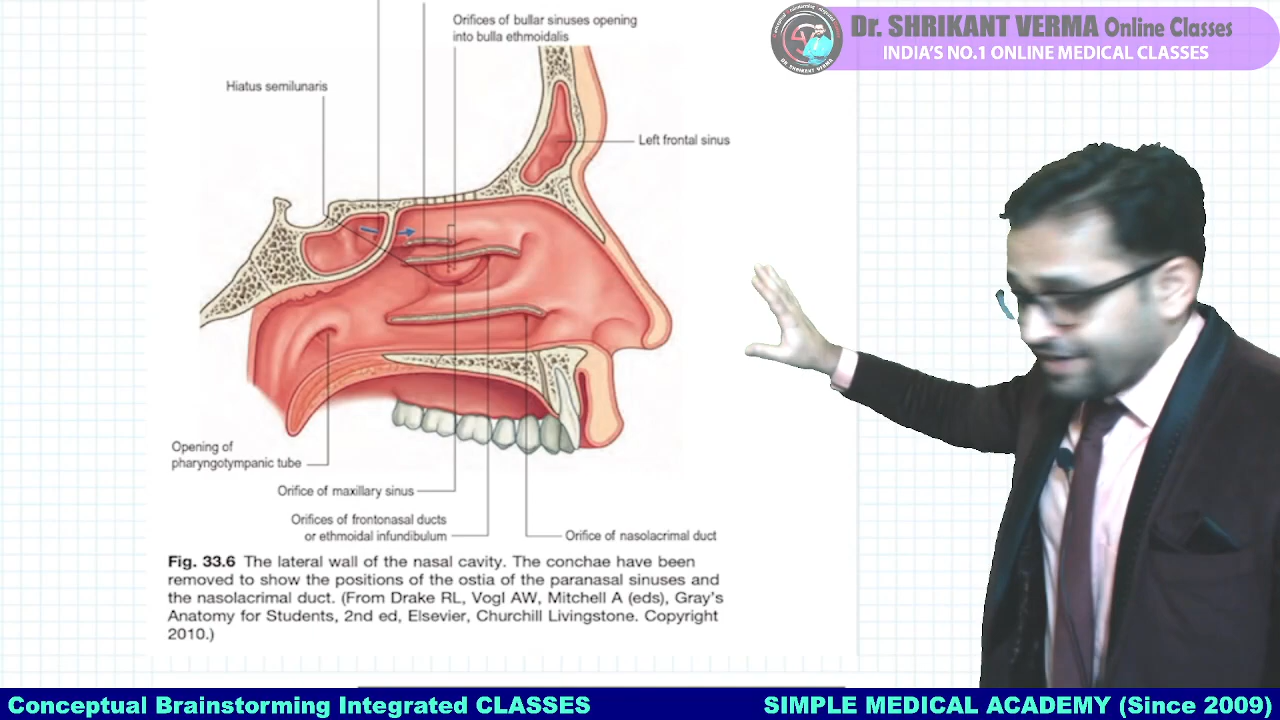 Orifices of bullar sinuses opening
into bulla ethmoidalis
Dr. SHRIKANT VERMA Online Classes
INDIA'S NO.1 ONLINE MEDICAL CLASSES
DR SHRIKANT VERMA
Hiatus semilunaris
Left frontal sinus
Opening of
pharyngotympanic tube
Orifice of maxillary sinus
Orifices of frontonasal ducts
or ethmoidal infundibulum
Orifice of nasolacrimal duct
Fig. 33.6 The lateral wall of the nasal cavity. The conchae have been
removed to show the positions of the ostia of the paranasal sinuses and
the nasolacrimal duct. (From Drake RL, Vogl AW, Mitchell A (eds), Gray's
Anatomy for Students, 2nd ed, Elsevier, Churchill Livingstone. Copyright
2010.)
Conceptual Brainstorming Integrated CLASSES
SIMPLE MEDICAL ACADEMY (Since 2009)